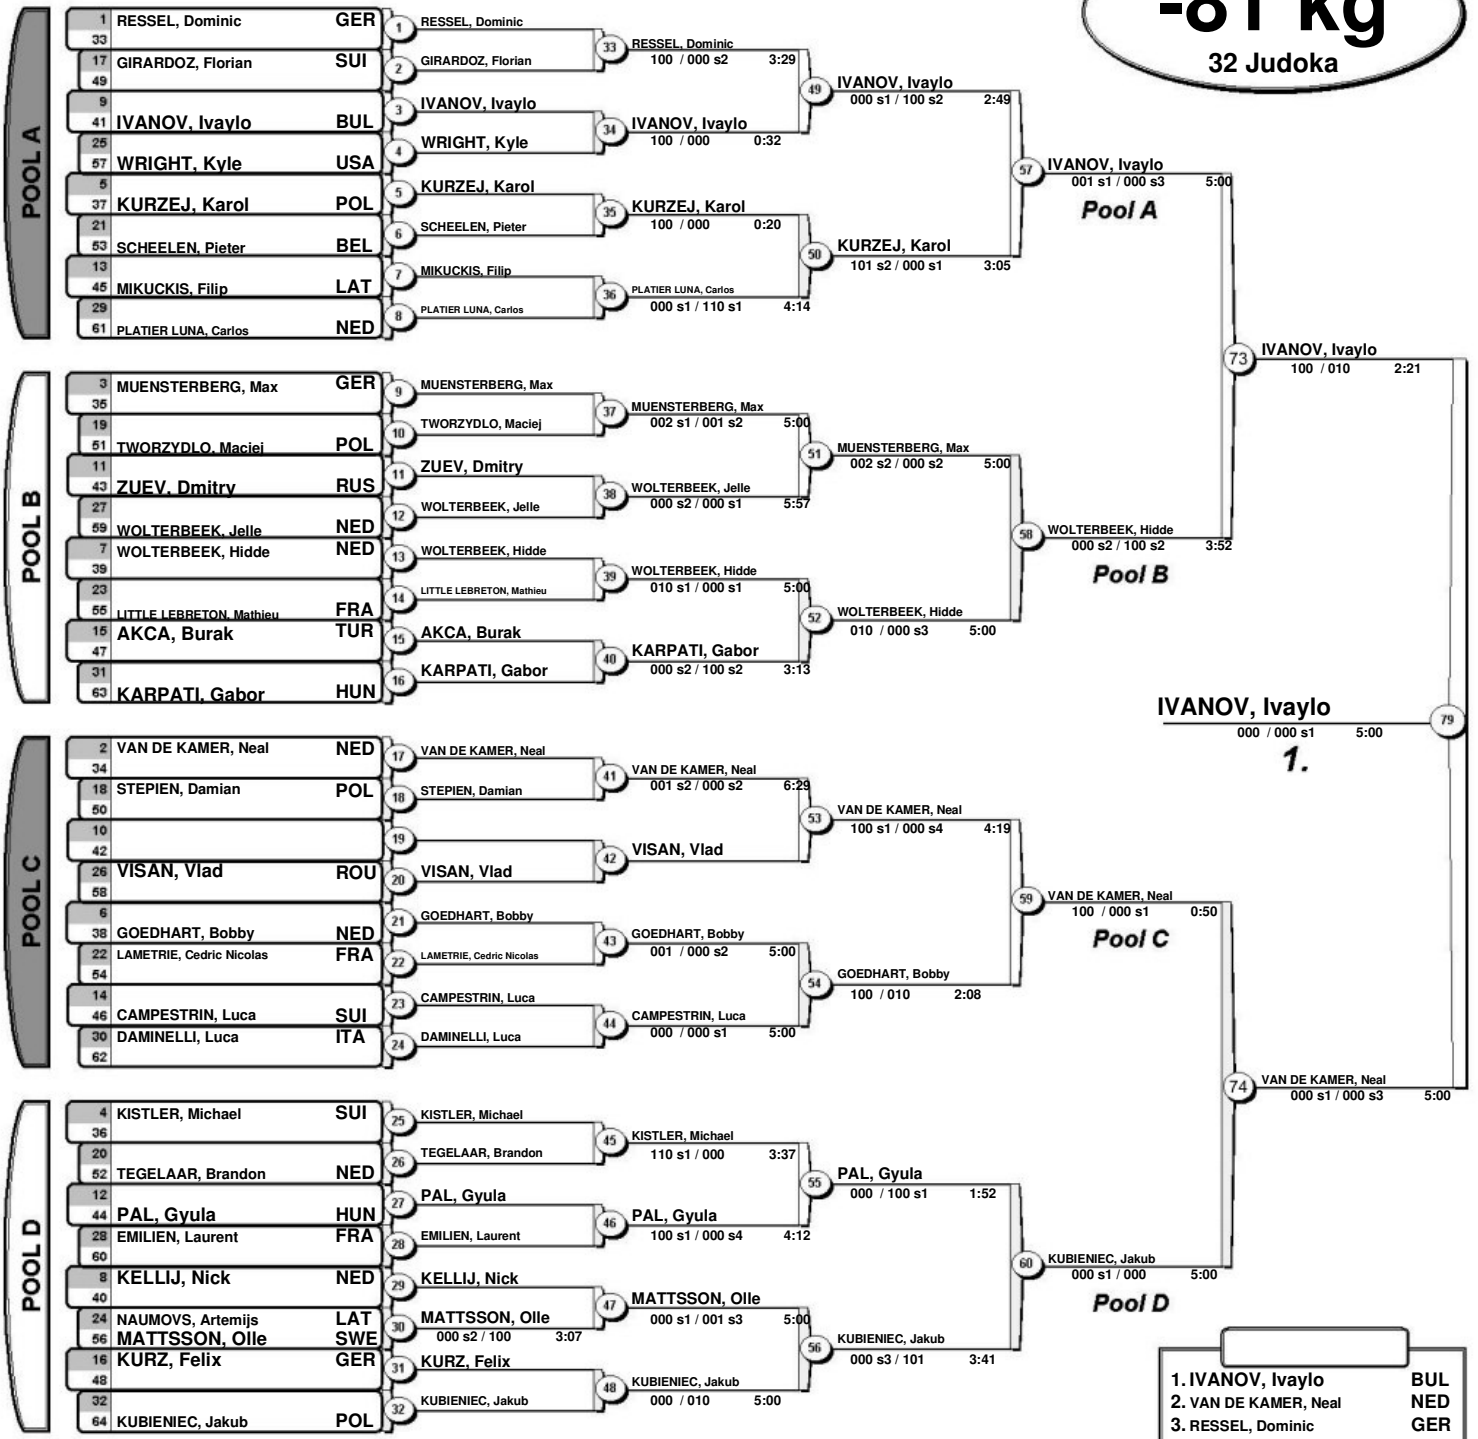 -81 kg
32 Judoka
POOL A
1 RESSEL, Dominic GER
33
17 GIRARDOZ, Florian SUI
49
9
41 IVANOV, Ivaylo BUL
25
57 WRIGHT, Kyle USA
5
37 KURZEJ, Karol POL
21
53 SCHEELEN, Pieter BEL
13
45 MIKUCKIS, Filip LAT
29
61 PLATIER LUNA, Carlos NED
1 RESSEL, Dominic
2 GIRARDOZ, Florian
3 IVANOV, Ivaylo
4 WRIGHT, Kyle
5 KURZEJ, Karol
6 SCHEELEN, Pieter
7 MIKUCKIS, Filip
8 PLATIER LUNA, Carlos
33 RESSEL, Dominic
100 / 000 s2 3:29
34 IVANOV, Ivaylo
100 / 000 0:32
35 KURZEJ, Karol
100 / 000 0:20
36 PLATIER LUNA, Carlos
000 s1 / 110 s1 4:14
49 IVANOV, Ivaylo
000 s1 / 100 s2 2:49
50 KURZEJ, Karol
101 s2 / 000 s1 3:05
57 IVANOV, Ivaylo
001 s1 / 000 s3 5:00
Pool A
POOL B
3 MUENSTERBERG, Max GER
35
19
51 TWORZYDLO, Maciej POL
11
43 ZUEV, Dmitry RUS
27
59 WOLTERBEEK, Jelle NED
7 WOLTERBEEK, Hidde NED
39
23
55 LITTLE LEBRETON, Mathieu FRA
15 AKCA, Burak TUR
47
31
63 KARPATI, Gabor HUN
9 MUENSTERBERG, Max
10 TWORZYDLO, Maciej
11 ZUEV, Dmitry
12 WOLTERBEEK, Jelle
13 WOLTERBEEK, Hidde
14 LITTLE LEBRETON, Mathieu
15 AKCA, Burak
16 KARPATI, Gabor
37 MUENSTERBERG, Max
002 s1 / 001 s2 5:00
38 WOLTERBEEK, Jelle
000 s2 / 000 s1 5:57
39 WOLTERBEEK, Hidde
010 s1 / 000 s1 5:00
40 KARPATI, Gabor
000 s2 / 100 s2 3:13
51 MUENSTERBERG, Max
002 s2 / 000 s2 5:00
52 WOLTERBEEK, Hidde
010 / 000 s3 5:00
58 WOLTERBEEK, Hidde
000 s2 / 100 s2 3:52
Pool B
73 IVANOV, Ivaylo
100 / 010 2:21
IVANOV, Ivaylo 79
000 / 000 s1 5:00
1.
POOL C
2 VAN DE KAMER, Neal NED
34
18 STEPIEN, Damian POL
50
10
42
26 VISAN, Vlad ROU
58
6
38 GOEDHART, Bobby NED
22 LAMETRIE, Cedric Nicolas FRA
54
14
46 CAMPESTRIN, Luca SUI
30 DAMINELLI, Luca ITA
62
17 VAN DE KAMER, Neal
18 STEPIEN, Damian
19
20 VISAN, Vlad
21 GOEDHART, Bobby
22 LAMETRIE, Cedric Nicolas
23 CAMPESTRIN, Luca
24 DAMINELLI, Luca
41 VAN DE KAMER, Neal
001 s2 / 000 s2 6:29
42 VISAN, Vlad
43 GOEDHART, Bobby
001 / 000 s2 5:00
44 CAMPESTRIN, Luca
000 / 000 s1 5:00
53 VAN DE KAMER, Neal
100 s1 / 000 s4 4:19
54 GOEDHART, Bobby
100 / 010 2:08
59 VAN DE KAMER, Neal
100 / 000 s1 0:50
Pool C
POOL D
4 KISTLER, Michael SUI
36
20
52 TEGELAAR, Brandon NED
12
44 PAL, Gyula HUN
28 EMILIEN, Laurent FRA
60
8 KELLIJ, Nick NED
40
24 NAUMOVS, Artemijs LAT
56 MATTSSON, Olle SWE
16 KURZ, Felix GER
48
32
64 KUBIENIEC, Jakub POL
25 KISTLER, Michael
26 TEGELAAR, Brandon
27 PAL, Gyula
28 EMILIEN, Laurent
29 KELLIJ, Nick
30 MATTSSON, Olle
000 s2 / 100 3:07
31 KURZ, Felix
32 KUBIENIEC, Jakub
45 KISTLER, Michael
110 s1 / 000 3:37
46 PAL, Gyula
100 s1 / 000 s4 4:12
47 MATTSSON, Olle
000 s1 / 001 s3 5:00
48 KUBIENIEC, Jakub
000 / 010 5:00
55 PAL, Gyula
000 / 100 s1 1:52
56 KUBIENIEC, Jakub
000 s3 / 101 3:41
60 KUBIENIEC, Jakub
000 s1 / 000 5:00
Pool D
74 VAN DE KAMER, Neal
000 s1 / 000 s3 5:00
1. IVANOV, Ivaylo BUL
2. VAN DE KAMER, Neal NED
3. RESSEL, Dominic GER